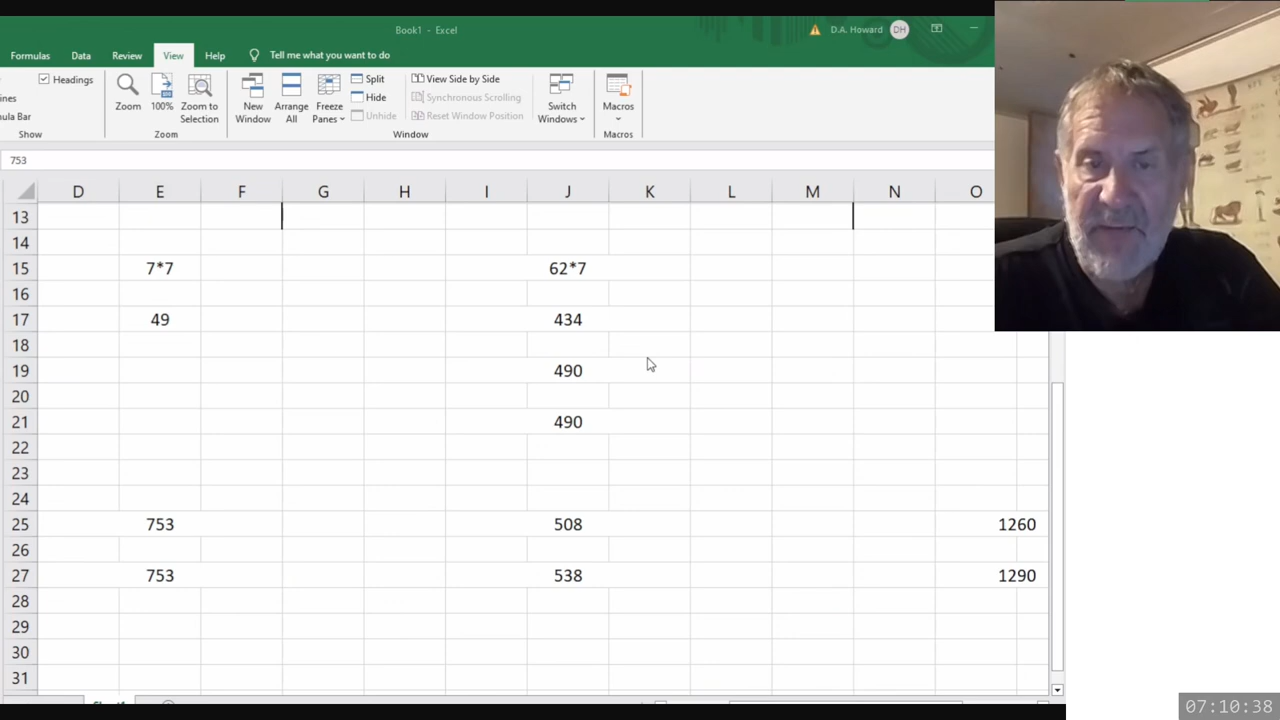 Book1 - Excel
D.A. Howard DH
Formulas Data Review View Help Tell me what you want to do
Headings
Zoom
100%
Zoom to Selection
New Window
Arrange All
Freeze Panes
Split
Hide
Unhide
View Side by Side
Synchronous Scrolling
Reset Window Position
Switch Windows
Macros
Show Zoom Window Macros
753
D E F G H I J K L M N O
13
14
15 7*7 62*7
16
17 49 434
18
19 490
20
21 490
22
23
24
25 753 508 1260
26
27 753 538 1290
28
29
30
31
07:10:38